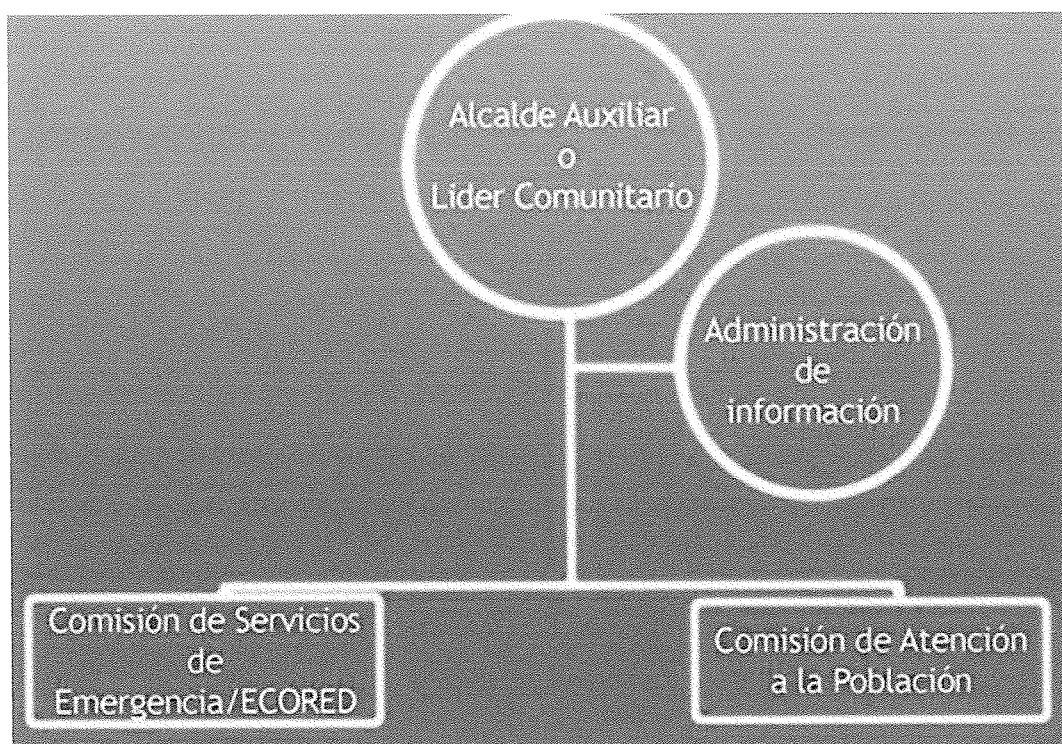 Alcalde Auxiliar
o
Lider Comunitario
Administración
de
información
Comisión de Servicios
de
Emergencia/ECORED
Comisión de Atención
a la Población